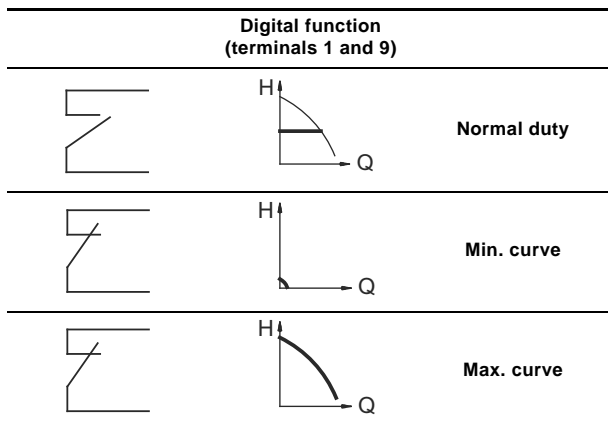 Digital function
(terminals 1 and 9)
H
Q
Normal duty
H
Q
Min. curve
H
Q
Max. curve